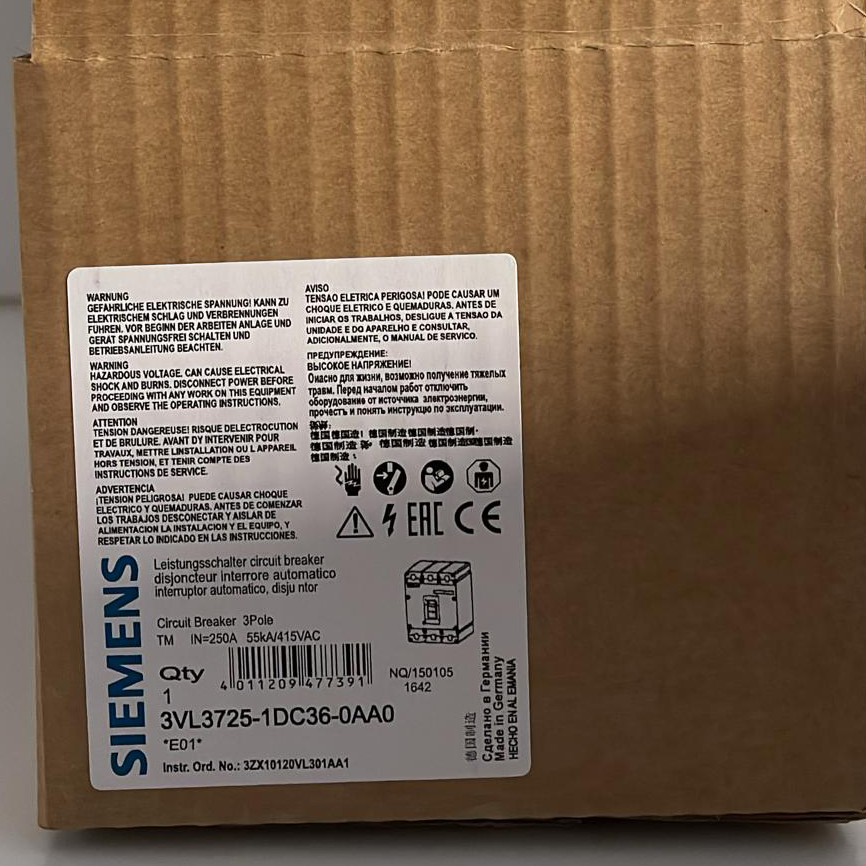 WARNUNG
GEFAHRLICHE ELEKTRISCHE SPANNUNG! KANN ZU
ELEKTRISCHEM SCHLAG UND VERBRENNUNGEN
FUHREN. VOR BEGINN DER ARBEITEN ANLAGE UND
GERAT SPANNUNGSFREI SCHALTEN UND
BETRIEBSANLEITUNG BEACHTEN.
WARNING
HAZARDOUS VOLTAGE. CAN CAUSE ELECTRICAL
SHOCK AND BURNS. DISCONNECT POWER BEFORE
PROCEEDING WITH ANY WORK ON THIS EQUIPMENT
AND OBSERVE THE OPERATING INSTRUCTIONS.
ATTENTION
TENSION DANGEREUSE! RISQUE DELECTROCUTION
ET DE BRULURE. AVANT DY INTERVENIR POUR
TRAVAUX, METTRE LINSTALLATION OU L APPAREIL
HORS TENSION, ET TENIR COMPTE DES
INSTRUCTIONS DE SERVICE.
ADVERTENCIA
¡TENSION PELIGROSA! PUEDE CAUSAR CHOQUE
ELECTRICO Y QUEMADURAS. ANTES DE COMENZAR
LOS TRABAJOS DESCONECTAR Y AISLAR DE
ALIMENTACION LA INSTALACION Y EL EQUIPO, Y
RESPETAR LO INDICADO EN LAS INSTRUCCIONES.
AVISO
TENSAO ELETRICA PERIGOSA! PODE CAUSAR UM
CHOQUE ELETRICO E QUEMADURAS. ANTES DE
INICIAR OS TRABALHOS, DESLIGUE A TENSAO DA
UNIDADE E DO APARELHO E CONSULTAR,
ADICIONALMENTE, O MANUAL DE SERVICO.
ПРЕДУПРЕЖДЕНИЕ:
ВЫСОКОЕ НАПРЯЖЕНИЕ!
Опасно для жизни, возможно получение тяжелых
травм. Перед началом работ отключить
оборудование от источника электроэнергии,
прочесть и понять инструкцию по эксплуатации.
EAC CE
SIEMENS
Leistungsschalter circuit breaker
disjoncteur interrore automatico
interruptor automatico, disju ntor
Circuit Breaker 3Pole
TM IN=250A 55kA/415VAC
Qty
1
4 011209 477391
NQ/150105
1642
3VL3725-1DC36-0AA0
*E01*
Instr. Ord. No.: 3ZX10120VL301AA1
德国制造
Сделано в Германии
Made in Germany
HECHO EN ALEMANIA